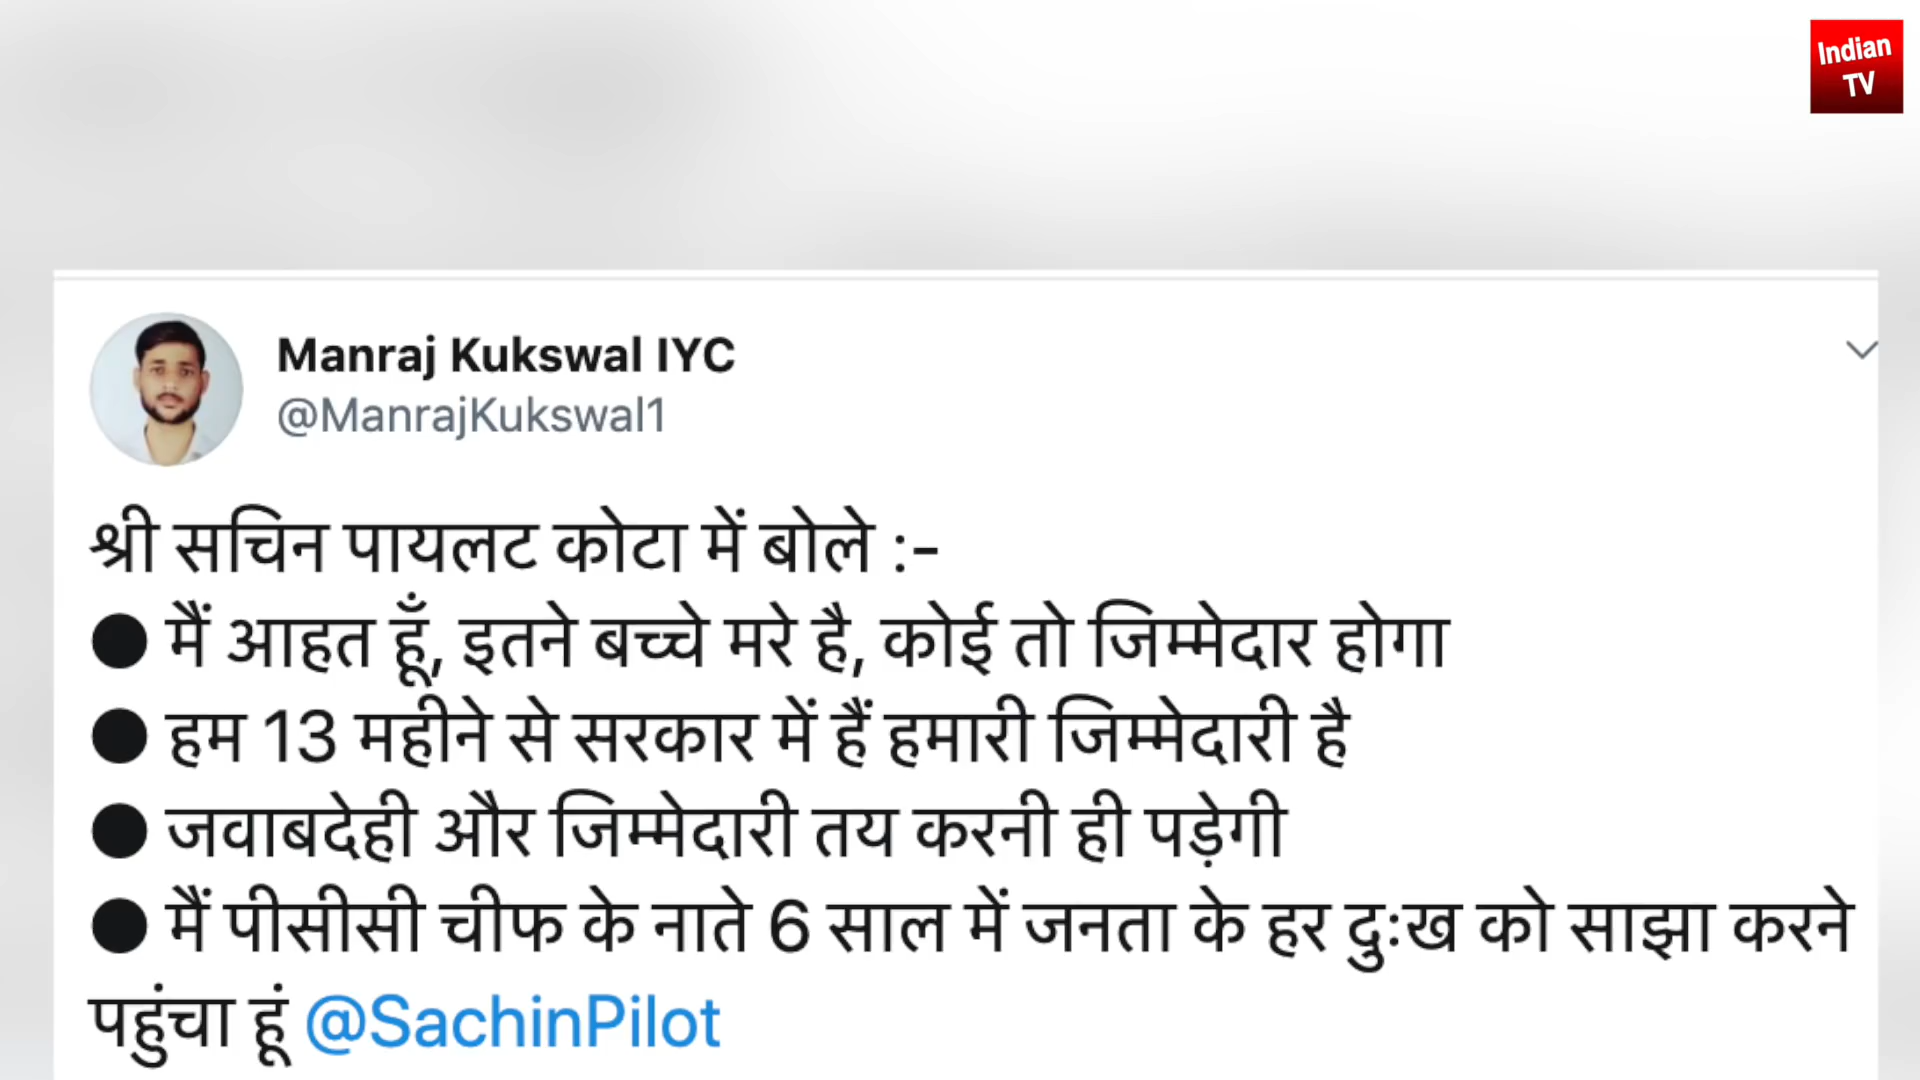 Indian
TV
Manraj Kukswal IYC
@ManrajKukswal1
श्री सचिन पायलट कोटा में बोले :-
● मैं आहत हूँ, इतने बच्चे मरे है, कोई तो जिम्मेदार होगा
● हम 13 महीने से सरकार में हैं हमारी जिम्मेदारी है
● जवाबदेही और जिम्मेदारी तय करनी ही पड़ेगी
● मैं पीसीसी चीफ के नाते 6 साल में जनता के हर दुःख को साझा करने
पहुंचा हूं @SachinPilot